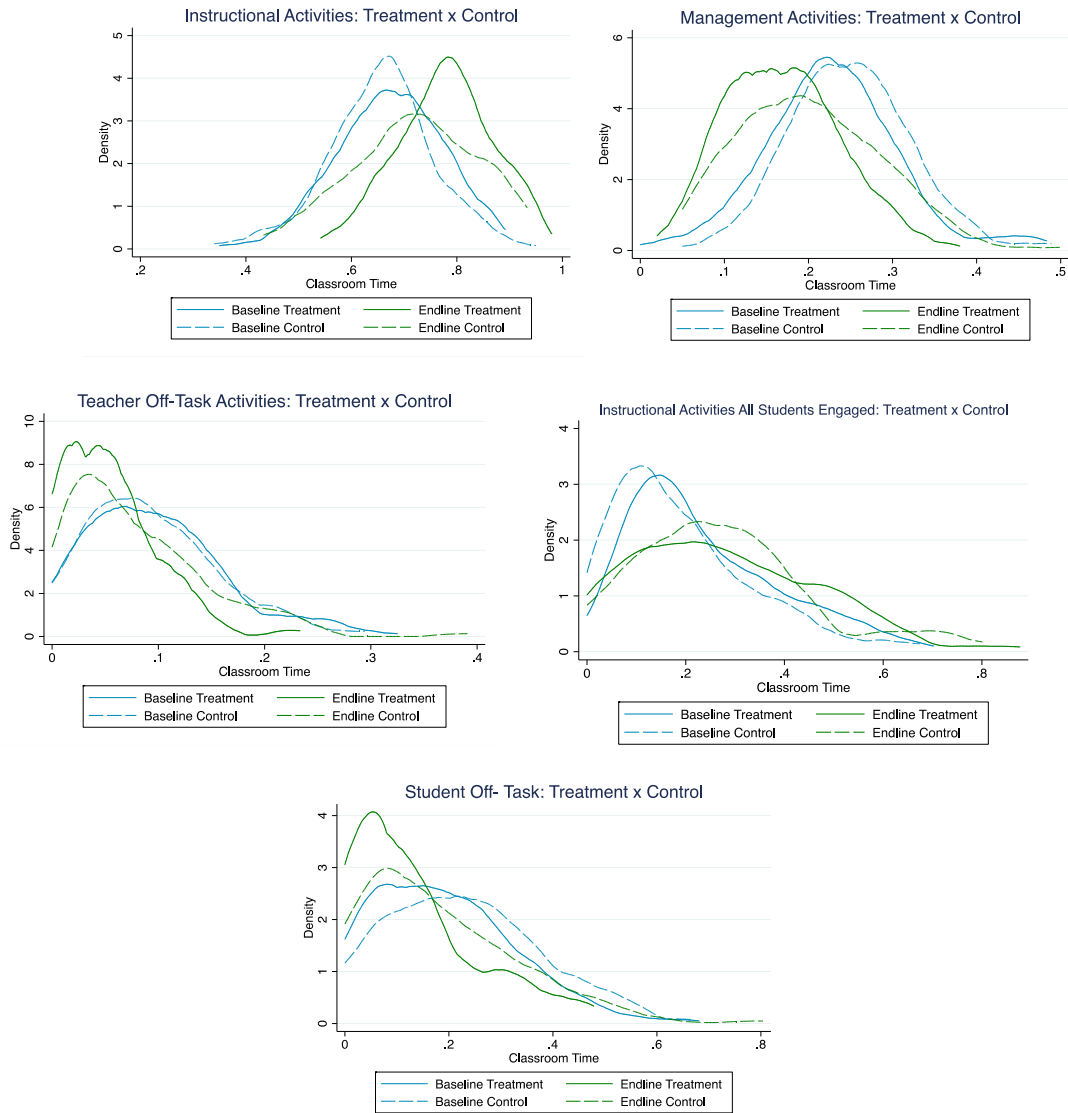 Instructional Activities: Treatment x Control
5
4
3
2
1
0
Density
.2 .4 .6 .8 1
Classroom Time
Baseline Treatment Endline Treatment
Baseline Control Endline Control
Management Activities: Treatment x Control
6
4
2
0
Density
0 .1 .2 .3 .4 .5
Classroom Time
Baseline Treatment Endline Treatment
Baseline Control Endline Control
Teacher Off-Task Activities: Treatment x Control
10
8
6
4
2
0
Density
0 .1 .2 .3 .4
Classroom Time
Baseline Treatment Endline Treatment
Baseline Control Endline Control
Instructional Activities All Students Engaged: Treatment x Control
4
3
2
1
0
Density
0 .2 .4 .6 .8
Classroom Time
Baseline Treatment Endline Treatment
Baseline Control Endline Control
Student Off- Task: Treatment x Control
4
3
2
1
0
Density
0 .2 .4 .6 .8
Classroom Time
Baseline Treatment Endline Treatment
Baseline Control Endline Control